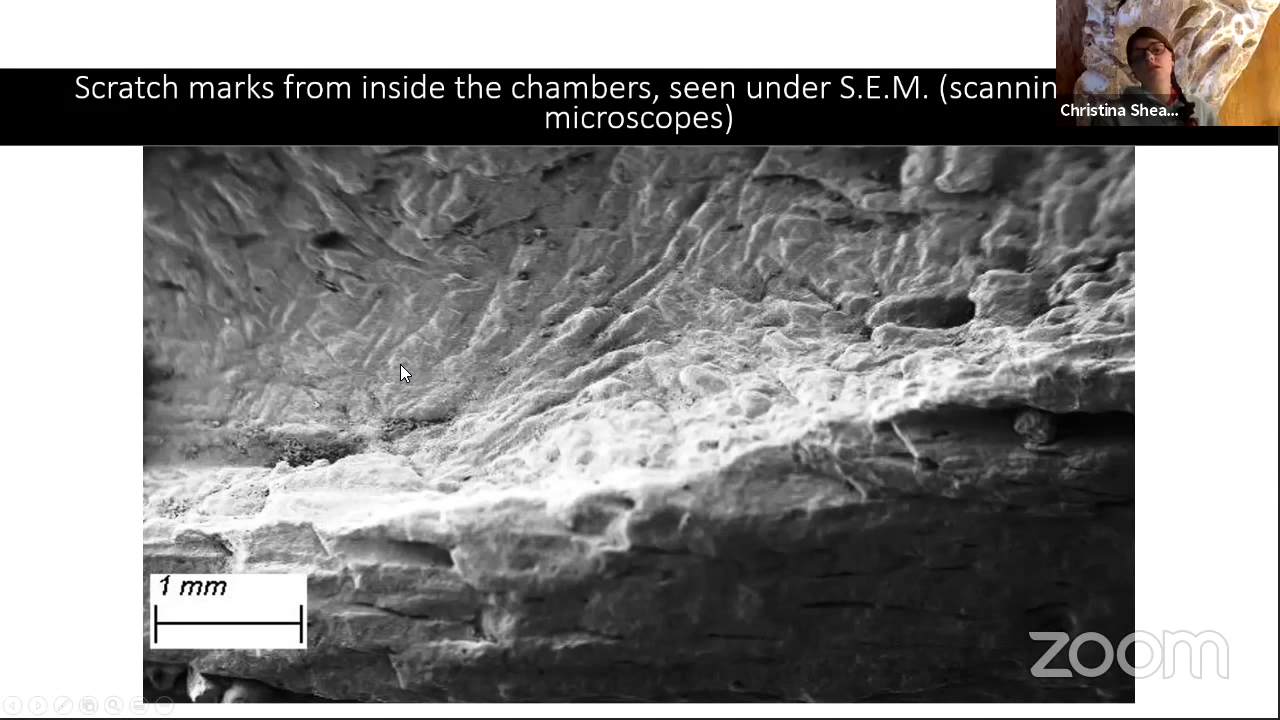 Scratch marks from inside the chambers, seen under S.E.M. (scannin
microscopes)
Christina Shea...
1 mm
zoom